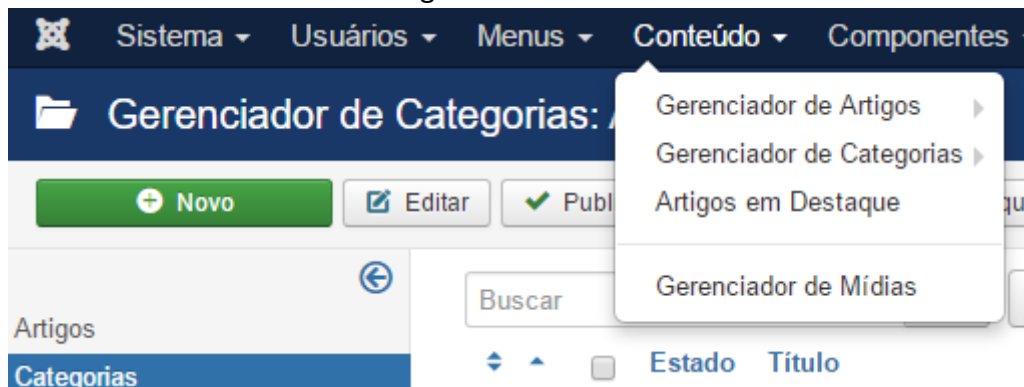 Sistema Usuários Menus Conteúdo Componentes
Gerenciador de Categorias:
Gerenciador de Artigos
Gerenciador de Categorias
Artigos em Destaque
Gerenciador de Mídias
Novo Editar Publ
Buscar
Artigos
Categorias
Estado Título